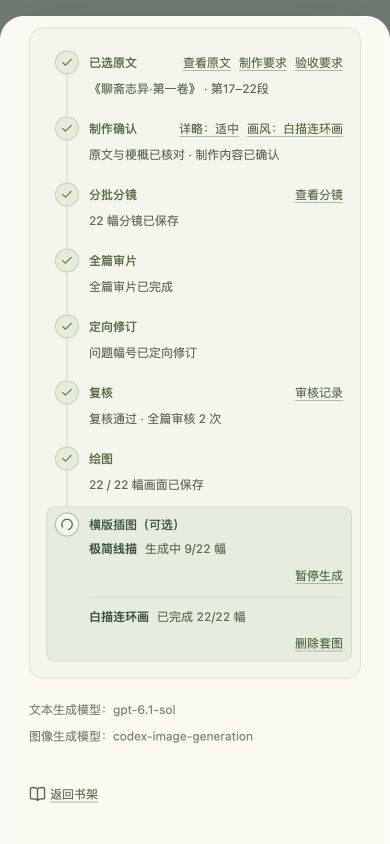 已选原文 查看原文 制作要求 验收要求
《聊斋志异·第一卷》 · 第17–22段
制作确认 详略：适中 画风：白描连环画
原文与梗概已核对 · 制作内容已确认
分批分镜 查看分镜
22 幅分镜已保存
全篇审片
全篇审片已完成
定向修订
问题幅号已定向修订
复核 审核记录
复核通过 · 全篇审核 2 次
绘图
22 / 22 幅画面已保存
横版插图（可选）
极简线描 生成中 9/22 幅
暂停生成
白描连环画 已完成 22/22 幅
删除套图
文本生成模型：gpt-6.1-sol
图像生成模型：codex-image-generation
返回书架